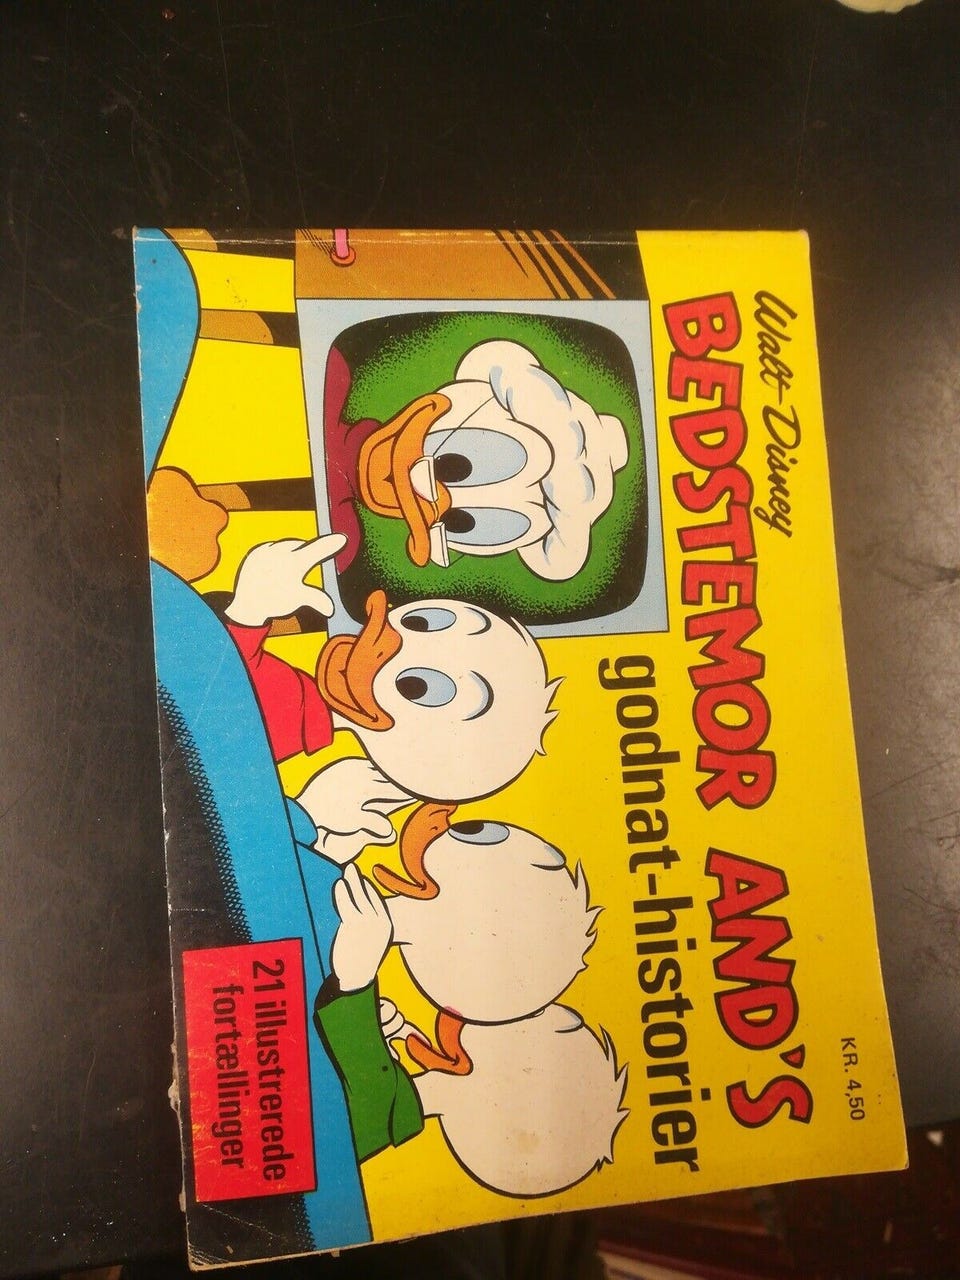 Walt Disney
KR. 4,50
BEDSTEMOR AND'S
godnat-historier
21 illustrerede
fortællinger